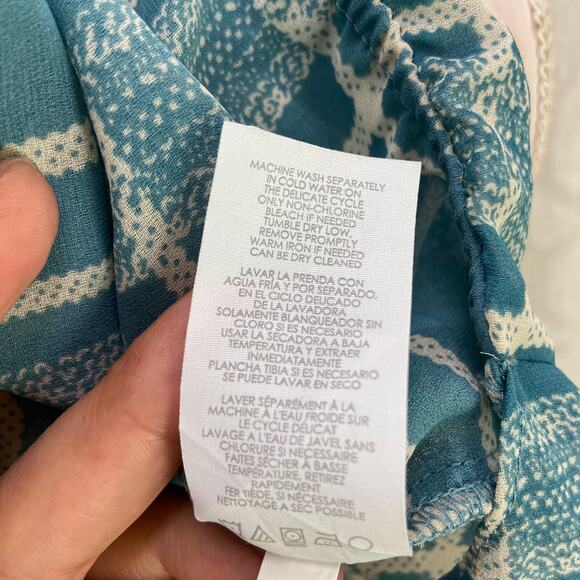 MACHINE WASH SEPARATELY
IN COLD WATER ON
THE DELICATE CYCLE
ONLY NON-CHLORINE
BLEACH IF NEEDED
TUMBLE DRY LOW.
REMOVE PROMPTLY
WARM IRON IF NEEDED
CAN BE DRY CLEANED
LAVAR LA PRENDA CON
AGUA FRÍA Y POR SEPARADO,
EN EL CICLO DELICADO
DE LA LAVADORA
SOLAMENTE BLANQUEADOR SIN
CLORO SI ES NECESARIO
USAR LA SECADORA A BAJA
TEMPERATURA Y EXTRAER
INMEDIATAMENTE
PLANCHA TIBIA SI ES NECESARIO
SE PUEDE LAVAR EN SECO
LAVER SÉPARÉMENT À LA
MACHINE À L'EAU FROIDE SUR
LE CYCLE DÉLICAT
LAVAGE A L'EAU DE JAVEL SANS
CHLORURE SI NÉCESSAIRE
FAITES SÉCHER À BASSE
TEMPÉRATURE, RETIREZ
RAPIDEMENT
FER TIÈDE, SI NÉCESSAIRE
NETTOYAGE A SEC POSSIBLE